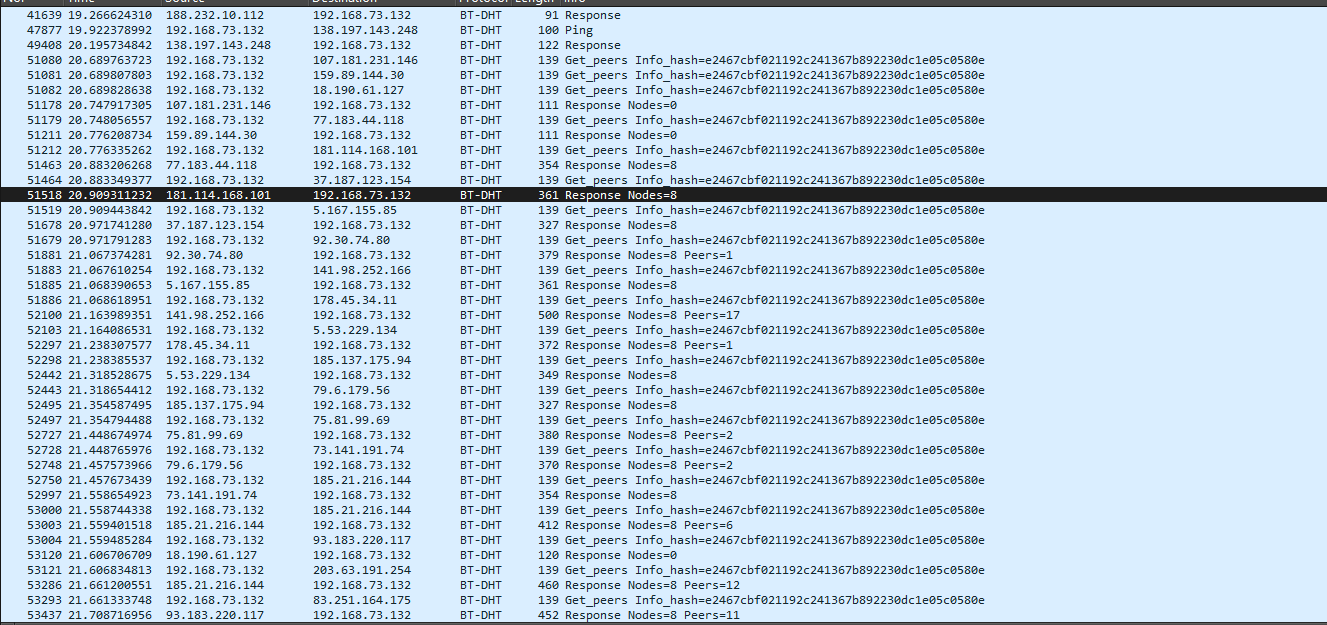 41639 19.266624310 188.232.10.112 192.168.73.132 BT-DHT 91 Response
47877 19.922378992 192.168.73.132 138.197.143.248 BT-DHT 100 Ping
49408 20.195734842 138.197.143.248 192.168.73.132 BT-DHT 122 Response
51080 20.689763723 192.168.73.132 107.181.231.146 BT-DHT 139 Get_peers Info_hash=e2467cbf021192c241367b892230dc1e05c0580e
51081 20.689807803 192.168.73.132 159.89.144.30 BT-DHT 139 Get_peers Info_hash=e2467cbf021192c241367b892230dc1e05c0580e
51082 20.689828638 192.168.73.132 18.190.61.127 BT-DHT 139 Get_peers Info_hash=e2467cbf021192c241367b892230dc1e05c0580e
51178 20.747917305 107.181.231.146 192.168.73.132 BT-DHT 111 Response Nodes=0
51179 20.748056557 192.168.73.132 77.183.44.118 BT-DHT 139 Get_peers Info_hash=e2467cbf021192c241367b892230dc1e05c0580e
51211 20.776208734 159.89.144.30 192.168.73.132 BT-DHT 111 Response Nodes=0
51212 20.776335262 192.168.73.132 181.114.168.101 BT-DHT 139 Get_peers Info_hash=e2467cbf021192c241367b892230dc1e05c0580e
51463 20.883206268 77.183.44.118 192.168.73.132 BT-DHT 354 Response Nodes=8
51464 20.883349377 192.168.73.132 37.187.123.154 BT-DHT 139 Get_peers Info_hash=e2467cbf021192c241367b892230dc1e05c0580e
51518 20.909311232 181.114.168.101 192.168.73.132 BT-DHT 361 Response Nodes=8
51519 20.909443842 192.168.73.132 5.167.155.85 BT-DHT 139 Get_peers Info_hash=e2467cbf021192c241367b892230dc1e05c0580e
51678 20.971741280 37.187.123.154 192.168.73.132 BT-DHT 327 Response Nodes=8
51679 20.971791283 192.168.73.132 92.30.74.80 BT-DHT 139 Get_peers Info_hash=e2467cbf021192c241367b892230dc1e05c0580e
51881 21.067374281 92.30.74.80 192.168.73.132 BT-DHT 379 Response Nodes=8 Peers=1
51883 21.067610254 192.168.73.132 141.98.252.166 BT-DHT 139 Get_peers Info_hash=e2467cbf021192c241367b892230dc1e05c0580e
51885 21.068390653 5.167.155.85 192.168.73.132 BT-DHT 361 Response Nodes=8
51886 21.068618951 192.168.73.132 178.45.34.11 BT-DHT 139 Get_peers Info_hash=e2467cbf021192c241367b892230dc1e05c0580e
52100 21.163989351 141.98.252.166 192.168.73.132 BT-DHT 500 Response Nodes=8 Peers=17
52103 21.164086531 192.168.73.132 5.53.229.134 BT-DHT 139 Get_peers Info_hash=e2467cbf021192c241367b892230dc1e05c0580e
52297 21.238307577 178.45.34.11 192.168.73.132 BT-DHT 372 Response Nodes=8 Peers=1
52298 21.238385537 192.168.73.132 185.137.175.94 BT-DHT 139 Get_peers Info_hash=e2467cbf021192c241367b892230dc1e05c0580e
52442 21.318528675 5.53.229.134 192.168.73.132 BT-DHT 349 Response Nodes=8
52443 21.318654412 192.168.73.132 79.6.179.56 BT-DHT 139 Get_peers Info_hash=e2467cbf021192c241367b892230dc1e05c0580e
52495 21.354587495 185.137.175.94 192.168.73.132 BT-DHT 327 Response Nodes=8
52497 21.354794488 192.168.73.132 75.81.99.69 BT-DHT 139 Get_peers Info_hash=e2467cbf021192c241367b892230dc1e05c0580e
52727 21.448674974 75.81.99.69 192.168.73.132 BT-DHT 380 Response Nodes=8 Peers=2
52728 21.448765976 192.168.73.132 73.141.191.74 BT-DHT 139 Get_peers Info_hash=e2467cbf021192c241367b892230dc1e05c0580e
52748 21.457573966 79.6.179.56 192.168.73.132 BT-DHT 370 Response Nodes=8 Peers=2
52750 21.457673439 192.168.73.132 185.21.216.144 BT-DHT 139 Get_peers Info_hash=e2467cbf021192c241367b892230dc1e05c0580e
52997 21.558654923 73.141.191.74 192.168.73.132 BT-DHT 354 Response Nodes=8
53000 21.558744338 192.168.73.132 185.21.216.144 BT-DHT 139 Get_peers Info_hash=e2467cbf021192c241367b892230dc1e05c0580e
53003 21.559401518 185.21.216.144 192.168.73.132 BT-DHT 412 Response Nodes=8 Peers=6
53004 21.559485284 192.168.73.132 93.183.220.117 BT-DHT 139 Get_peers Info_hash=e2467cbf021192c241367b892230dc1e05c0580e
53120 21.606706709 18.190.61.127 192.168.73.132 BT-DHT 120 Response Nodes=0
53121 21.606834813 192.168.73.132 203.63.191.254 BT-DHT 139 Get_peers Info_hash=e2467cbf021192c241367b892230dc1e05c0580e
53286 21.661200551 185.21.216.144 192.168.73.132 BT-DHT 460 Response Nodes=8 Peers=12
53293 21.661333748 192.168.73.132 83.251.164.175 BT-DHT 139 Get_peers Info_hash=e2467cbf021192c241367b892230dc1e05c0580e
53437 21.708716956 93.183.220.117 192.168.73.132 BT-DHT 452 Response Nodes=8 Peers=11